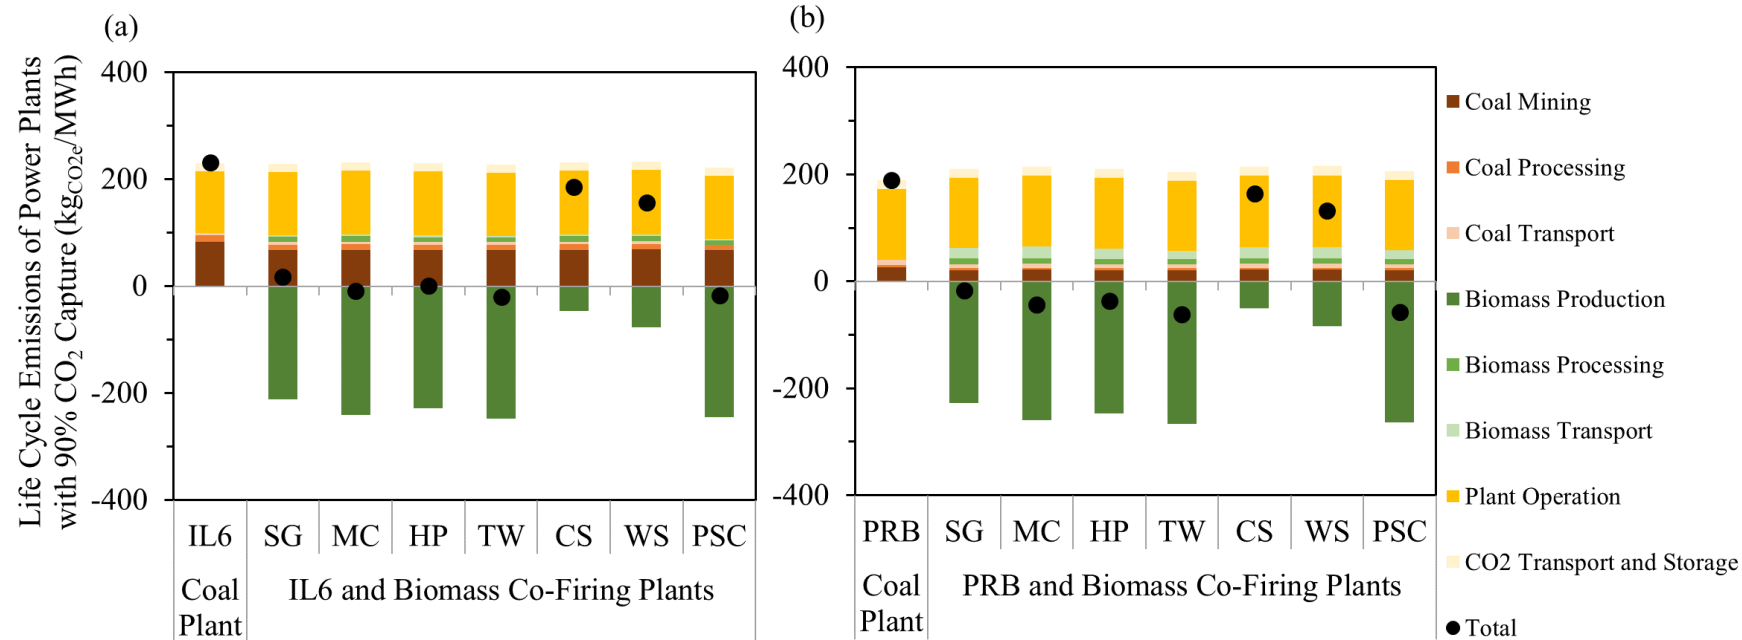 (a)
(b)
Life Cycle Emissions of Power Plants
with 90% CO2 Capture (kgCO2e/MWh)
400
200
0
-200
-400
IL6
SG
MC
HP
TW
CS
WS
PSC
Coal
Plant
IL6 and Biomass Co-Firing Plants
400
200
0
-200
-400
PRB
SG
MC
HP
TW
CS
WS
PSC
Coal
Plant
PRB and Biomass Co-Firing Plants
Coal Mining
Coal Processing
Coal Transport
Biomass Production
Biomass Processing
Biomass Transport
Plant Operation
CO2 Transport and Storage
Total